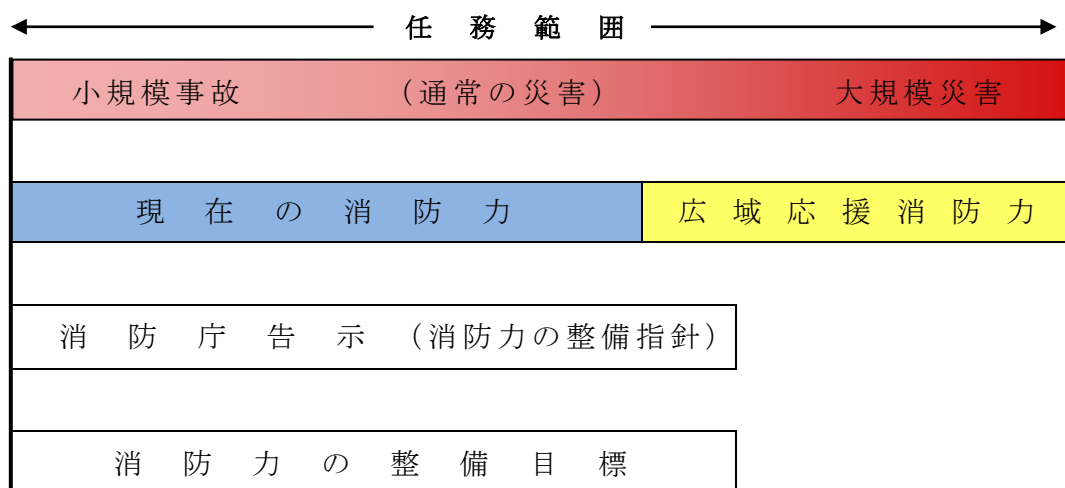 任務範囲
小規模事故 (通常の災害) 大規模災害
現在の消防力 広域応援消防力
消防庁告示(消防力の整備指針)
消防力の整備目標